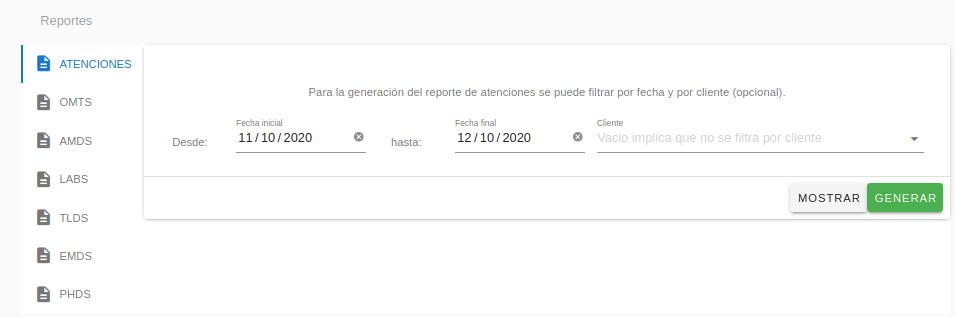 Reportes
ATENCIONES
OMTS
AMDS
LABS
TLDS
EMDS
PHDS
Para la generación del reporte de atenciones se puede filtrar por fecha y por cliente (opcional).
Desde:
Fecha inicial
11/10/2020
hasta:
Fecha final
12/10/2020
Cliente
Vacio implica que no se filtra por cliente
MOSTRAR
GENERAR